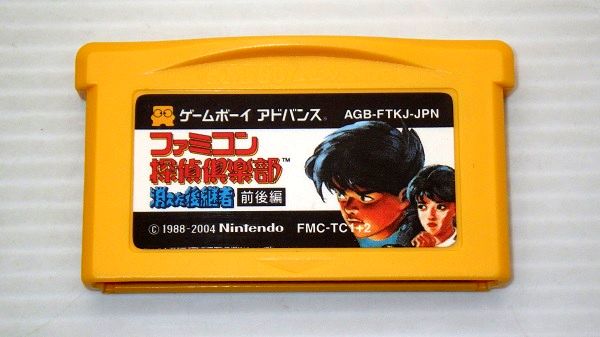 ゲームボーイ アドバンス® AGB-FTKJ-JPN
ファミコン
探偵倶楽部™
消えた後継者 前後編
© 1988-2004 Nintendo FMC-TC1+2